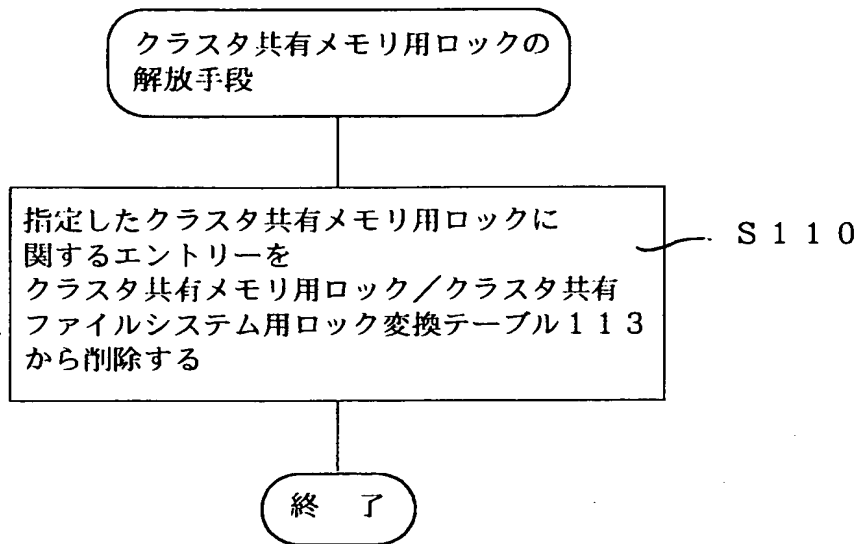 クラスタ共有メモリ用ロックの
解放手段
指定したクラスタ共有メモリ用ロックに
関するエントリーを
クラスタ共有メモリ用ロック／クラスタ共有
ファイルシステム用ロック変換テーブル１１３
から削除する
Ｓ１１０
終　了